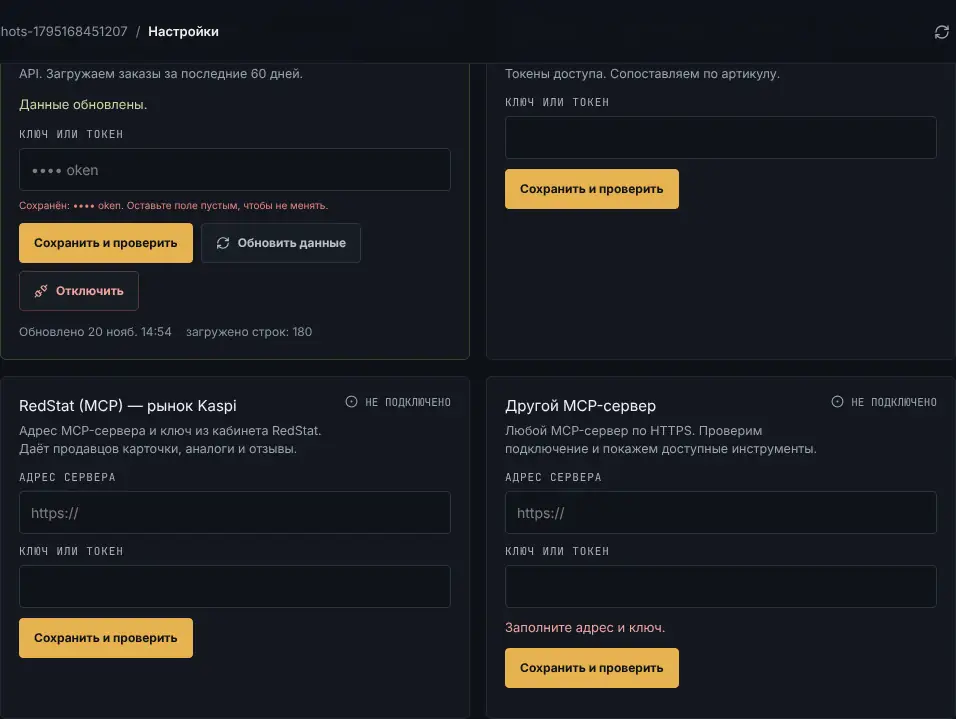 hots-1795168451207 / Настройки
API. Загружаем заказы за последние 60 дней.
Данные обновлены.
КЛЮЧ ИЛИ ТОКЕН
•••• oken
Сохранён: •••• oken. Оставьте поле пустым, чтобы не менять.
Сохранить и проверить
Обновить данные
Отключить
Обновлено 20 нояб. 14:54 загружено строк: 180
Токены доступа. Сопоставляем по артикулу.
КЛЮЧ ИЛИ ТОКЕН
Сохранить и проверить
RedStat (MCP) — рынок Kaspi
НЕ ПОДКЛЮЧЕНО
Адрес MCP-сервера и ключ из кабинета RedStat.
Даёт продавцов карточки, аналоги и отзывы.
АДРЕС СЕРВЕРА
https://
КЛЮЧ ИЛИ ТОКЕН
Сохранить и проверить
Другой MCP-сервер
НЕ ПОДКЛЮЧЕНО
Любой MCP-сервер по HTTPS. Проверим
подключение и покажем доступные инструменты.
АДРЕС СЕРВЕРА
https://
КЛЮЧ ИЛИ ТОКЕН
Заполните адрес и ключ.
Сохранить и проверить